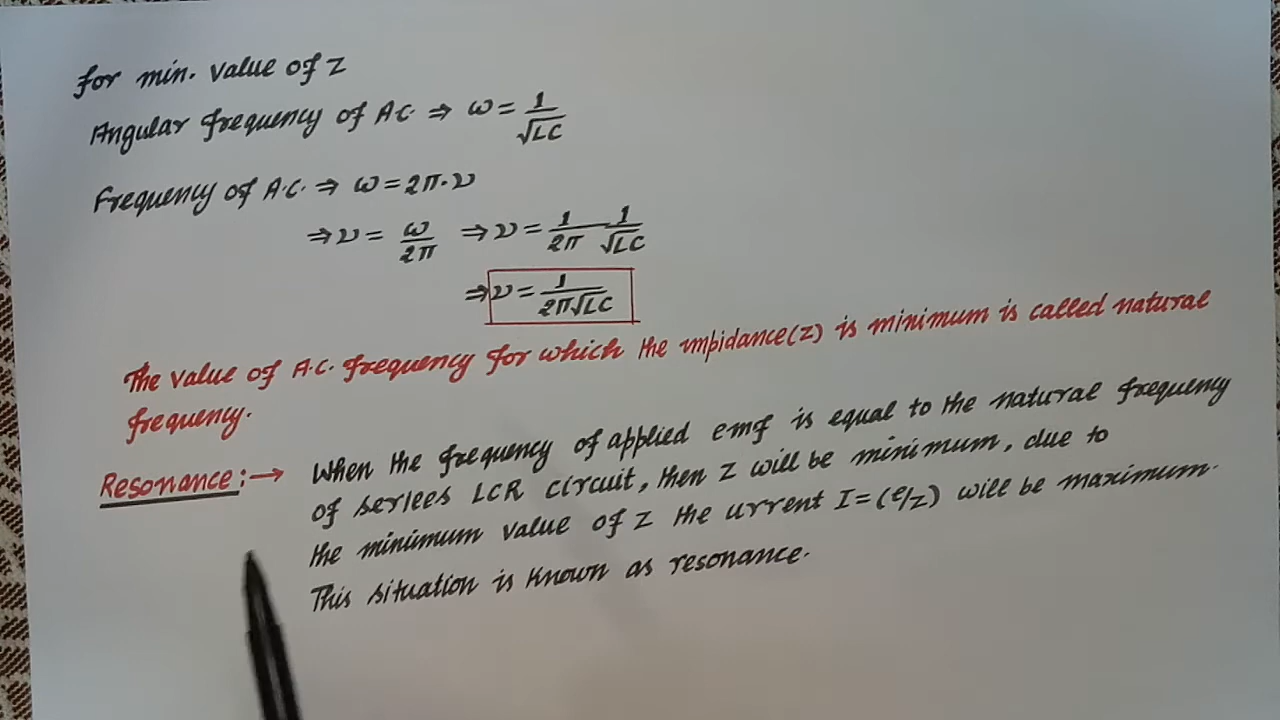 for min. value of Z
Angular frequency of A.C. ⇒ ω = 1/√LC
Frequency of A.C. ⇒ ω = 2π.ν
⇒ ν = ω/2π ⇒ ν = 1/2π 1/√LC
⇒ ν = 1/2π√LC
The value of A.C. frequency for which the impidance(z) is minimum is called natural
frequency.
Resonance:→ When the frequency of applied emf is equal to the natural frequency
of seriees LCR circuit, then Z will be minimum, due to
the minimum value of Z the urrent I = (e/z) will be maximum.
This situation is known as resonance.